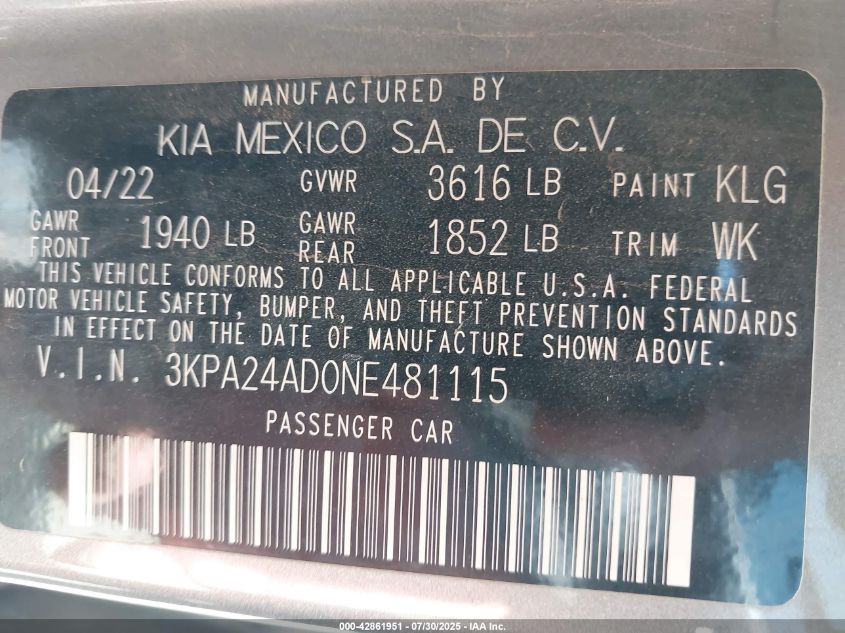 MANUFACTURED BY
KIA MEXICO S.A. DE C.V.
04/22 GVWR 3616 LB PAINT KLG
GAWR FRONT 1940 LB GAWR REAR 1852 LB TRIM WK
THIS VEHICLE CONFORMS TO ALL APPLICABLE U.S.A. FEDERAL
MOTOR VEHICLE SAFETY, BUMPER, AND THEFT PREVENTION STANDARDS
IN EFFECT ON THE DATE OF MANUFACTURE SHOWN ABOVE.
V.I.N. 3KPA24AD0NE481115
PASSENGER CAR
000-42861951 - 07/30/2025 - IAA Inc.